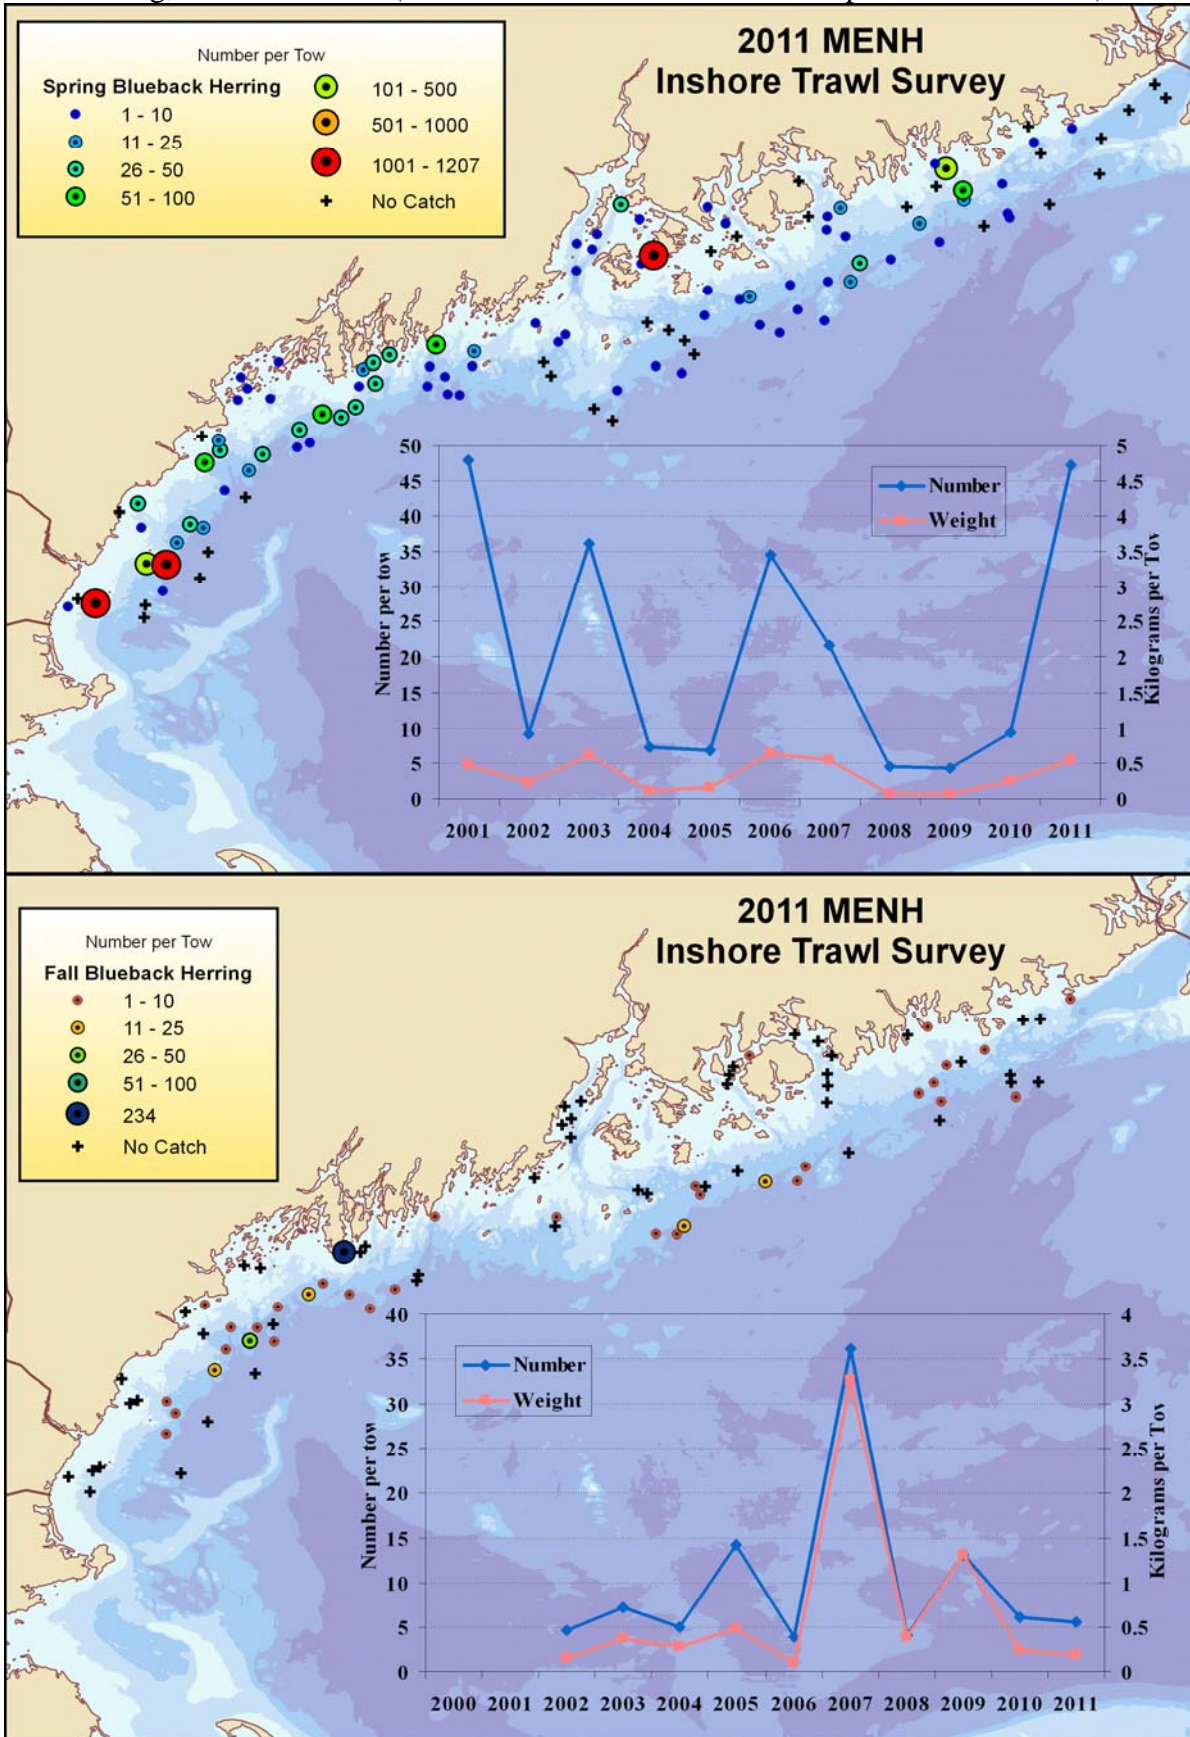 2011 MENH
Inshore Trawl Survey
Number per Tow
Spring Blueback Herring
1 - 10
11 - 25
26 - 50
51 - 100
101 - 500
501 - 1000
1001 - 1207
No Catch
50
45
40
35
30
25
20
15
10
5
0
Number per tow
Number
Weight
5
4.5
4
3.5
3
2.5
2
1.5
1
0.5
0
Kilograms per Tow
2001 2002 2003 2004 2005 2006 2007 2008 2009 2010 2011
2011 MENH
Inshore Trawl Survey
Number per Tow
Fall Blueback Herring
1 - 10
11 - 25
26 - 50
51 - 100
234
No Catch
40
35
30
25
20
15
10
5
0
Number per tow
Number
Weight
4
3.5
3
2.5
2
1.5
1
0.5
0
Kilograms per Tow
2000 2001 2002 2003 2004 2005 2006 2007 2008 2009 2010 2011